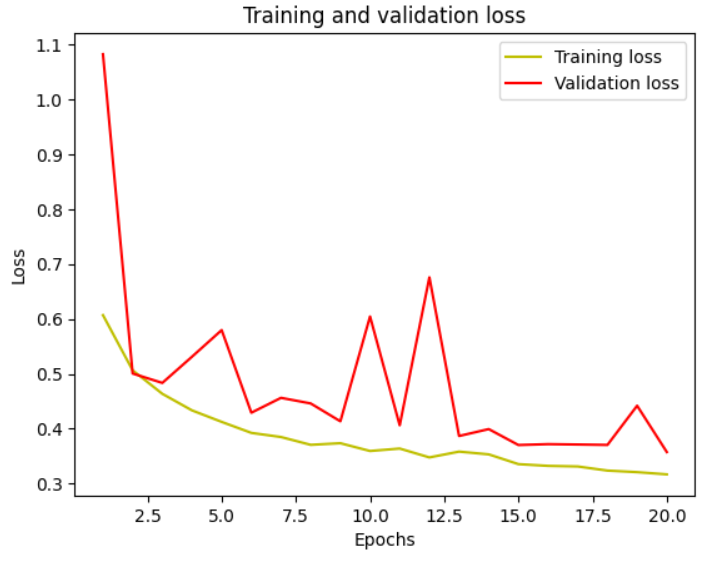 Training and validation loss
Training loss
Validation loss
1.1
1.0
0.9
0.8
0.7
0.6
0.5
0.4
0.3
Loss
2.5 5.0 7.5 10.0 12.5 15.0 17.5 20.0
Epochs